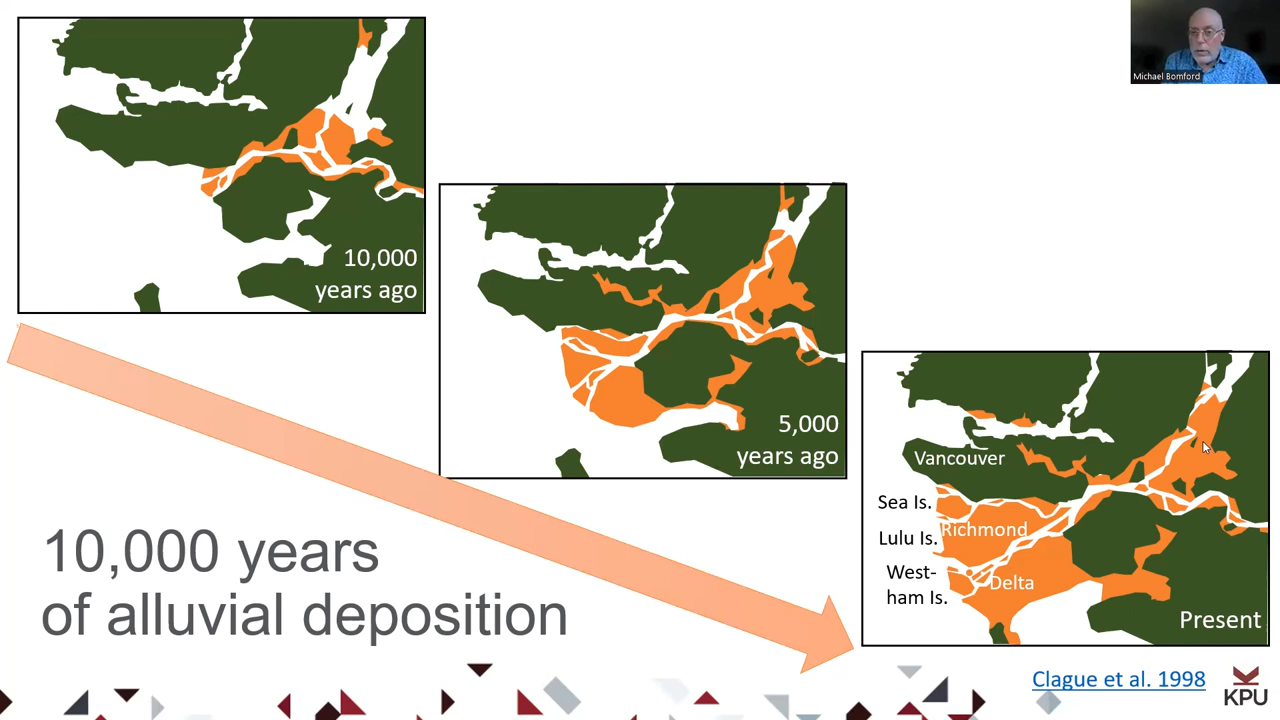 Michael Bomford
10,000
years ago
5,000
years ago
Vancouver
Sea Is.
Richmond
Lulu Is.
West-
ham Is.
Delta
Present
10,000 years
of alluvial deposition
Clague et al. 1998
KPU